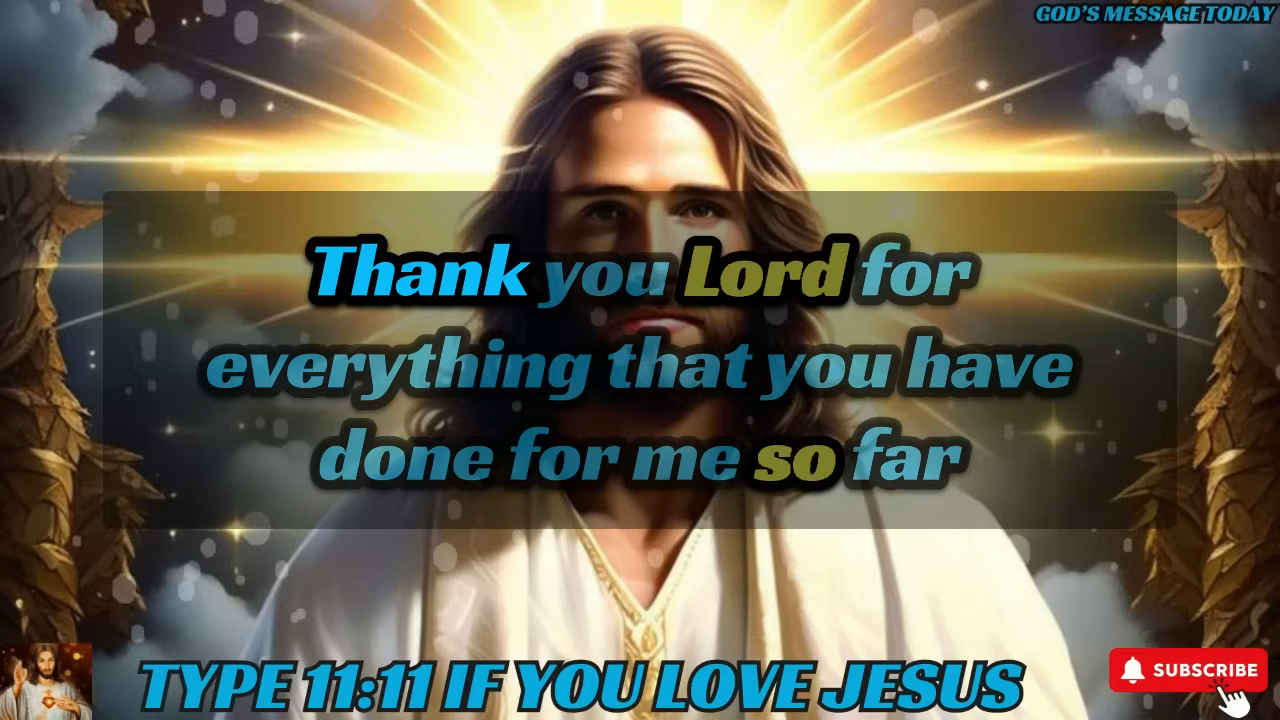 GOD'S MESSAGE TODAY
Thank you Lord for
everything that you have
done for me so far
TYPE 11:11 IF YOU LOVE JESUS
SUBSCRIBE